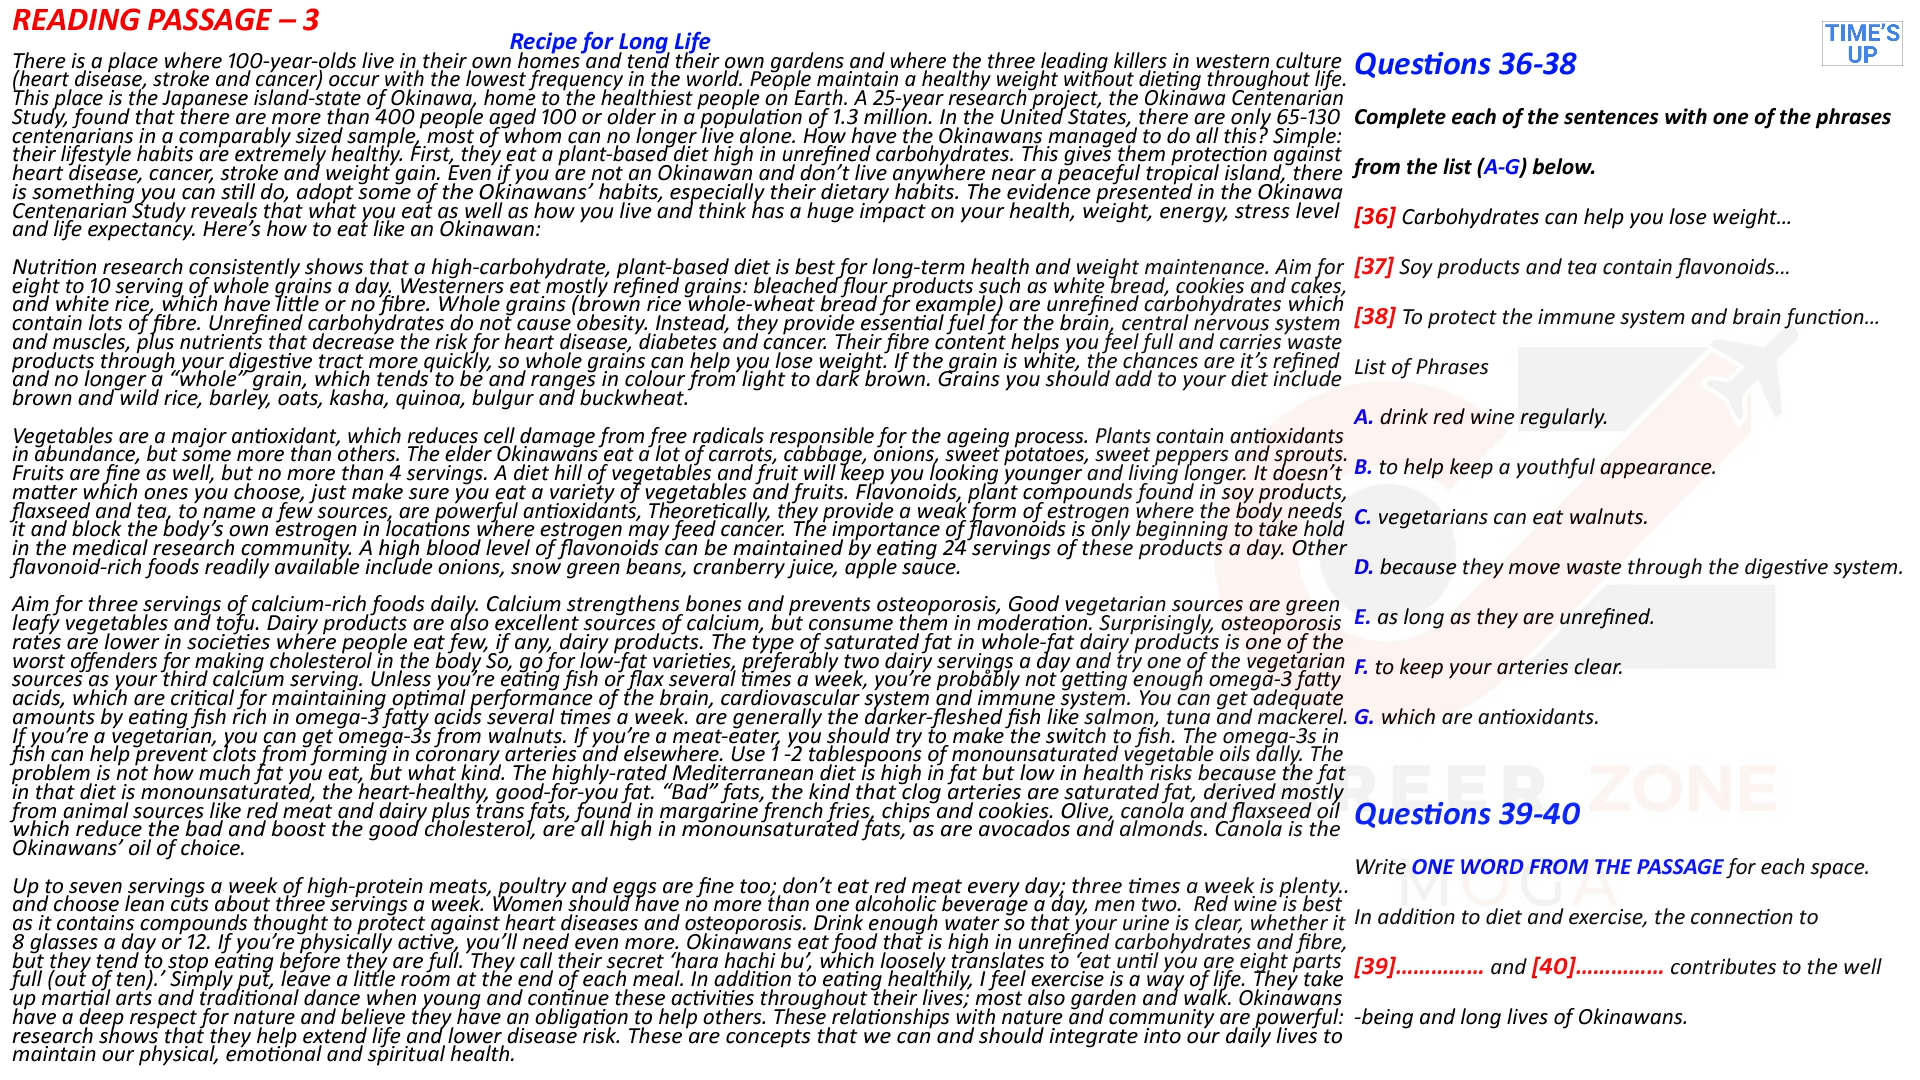 READING PASSAGE – 3
Recipe for Long Life
There is a place where 100-year-olds live in their own homes and tend their own gardens and where the three leading killers in western culture
(heart disease, stroke and cancer) occur with the lowest frequency in the world. People maintain a healthy weight without dieting throughout life.
This place is the Japanese island-state of Okinawa, home to the healthiest people on Earth. A 25-year research project, the Okinawa Centenarian
Study, found that there are more than 400 people aged 100 or older in a population of 1.3 million. In the United States, there are only 65-130
centenarians in a comparably sized sample, most of whom can no longer live alone. How have the Okinawans managed to do all this? Simple:
their lifestyle habits are extremely healthy. First, they eat a plant-based diet high in unrefined carbohydrates. This gives them protection against
heart disease, cancer, stroke and weight gain. Even if you are not an Okinawan and don't live anywhere near a peaceful tropical island, there
is something you can still do, adopt some of the Okinawans' habits, especially their dietary habits. The evidence presented in the Okinawa
Centenarian Study reveals that what you eat as well as how you live and think has a huge impact on your health, weight, energy, stress level
and life expectancy. Here's how to eat like an Okinawan:
Nutrition research consistently shows that a high-carbohydrate, plant-based diet is best for long-term health and weight maintenance. Aim for
eight to 10 serving of whole grains a day. Westerners eat mostly refined grains: bleached flour products such as white bread, cookies and cakes,
and white rice, which have little or no fibre. Whole grains (brown rice whole-wheat bread for example) are unrefined carbohydrates which
contain lots of fibre. Unrefined carbohydrates do not cause obesity. Instead, they provide essential fuel for the brain, central nervous system
and muscles, plus nutrients that decrease the risk for heart disease, diabetes and cancer. Their fibre content helps you feel full and carries waste
products through your digestive tract more quickly, so whole grains can help you lose weight. If the grain is white, the chances are it's refined
and no longer a "whole" grain, which tends to be and ranges in colour from light to dark brown. Grains you should add to your diet include
brown and wild rice, barley, oats, kasha, quinoa, bulgur and buckwheat.
Vegetables are a major antioxidant, which reduces cell damage from free radicals responsible for the ageing process. Plants contain antioxidants
in abundance, but some more than others. The elder Okinawans eat a lot of carrots, cabbage, onions, sweet potatoes, sweet peppers and sprouts.
Fruits are fine as well, but no more than 4 servings. A diet hill of vegetables and fruit will keep you looking younger and living longer. It doesn't
matter which ones you choose, just make sure you eat a variety of vegetables and fruits. Flavonoids, plant compounds found in soy products,
flaxseed and tea, to name a few sources, are powerful antioxidants, Theoretically, they provide a weak form of estrogen where the body needs
it and block the body's own estrogen in locations where estrogen may feed cancer. The importance of flavonoids is only beginning to take hold
in the medical research community. A high blood level of flavonoids can be maintained by eating 24 servings of these products a day. Other
flavonoid-rich foods readily available include onions, snow green beans, cranberry juice, apple sauce.
Aim for three servings of calcium-rich foods daily. Calcium strengthens bones and prevents osteoporosis, Good vegetarian sources are green
leafy vegetables and tofu. Dairy products are also excellent sources of calcium, but consume them in moderation. Surprisingly, osteoporosis
rates are lower in societies where people eat few, if any, dairy products. The type of saturated fat in whole-fat dairy products is one of the
worst offenders for making cholesterol in the body So, go for low-fat varieties, preferably two dairy servings a day and try one of the vegetarian
sources as your third calcium serving. Unless you're eating fish or flax several times a week, you're probably not getting enough omega-3 fatty
acids, which are critical for maintaining optimal performance of the brain, cardiovascular system and immune system. You can get adequate
amounts by eating fish rich in omega-3 fatty acids several times a week. are generally the darker-fleshed fish like salmon, tuna and mackerel.
If you're a vegetarian, you can get omega-3s from walnuts. If you're a meat-eater, you should try to make the switch to fish. The omega-3s in
fish can help prevent clots from forming in coronary arteries and elsewhere. Use 1 -2 tablespoons of monounsaturated vegetable oils dally. The
problem is not how much fat you eat, but what kind. The highly-rated Mediterranean diet is high in fat but low in health risks because the fat
in that diet is monounsaturated, the heart-healthy, good-for-you fat. "Bad" fats, the kind that clog arteries are saturated fat, derived mostly
from animal sources like red meat and dairy plus trans fats, found in margarine french fries, chips and cookies. Olive, canola and flaxseed oil
which reduce the bad and boost the good cholesterol, are all high in monounsaturated fats, as are avocados and almonds. Canola is the
Okinawans' oil of choice.
Up to seven servings a week of high-protein meats, poultry and eggs are fine too; don't eat red meat every day; three times a week is plenty..
and choose lean cuts about three servings a week. Women should have no more than one alcoholic beverage a day, men two. Red wine is best
as it contains compounds thought to protect against heart diseases and osteoporosis. Drink enough water so that your urine is clear, whether it
8 glasses a day or 12. If you're physically active, you'll need even more. Okinawans eat food that is high in unrefined carbohydrates and fibre,
but they tend to stop eating before they are full. They call their secret 'hara hachi bu', which loosely translates to 'eat until you are eight parts
full (out of ten).' Simply put, leave a little room at the end of each meal. In addition to eating healthily, I feel exercise is a way of life. They take
up martial arts and traditional dance when young and continue these activities throughout their lives; most also garden and walk. Okinawans
have a deep respect for nature and believe they have an obligation to help others. These relationships with nature and community are powerful:
research shows that they help extend life and lower disease risk. These are concepts that we can and should integrate into our daily lives to
maintain our physical, emotional and spiritual health.
TIME'S
UP
Questions 36-38
Complete each of the sentences with one of the phrases
from the list (A-G) below.
[36] Carbohydrates can help you lose weight…
[37] Soy products and tea contain flavonoids…
[38] To protect the immune system and brain function…
List of Phrases
A. drink red wine regularly.
B. to help keep a youthful appearance.
C. vegetarians can eat walnuts.
D. because they move waste through the digestive system.
E. as long as they are unrefined.
F. to keep your arteries clear.
G. which are antioxidants.
CAREER ZONE
MOGA
Questions 39-40
Write ONE WORD FROM THE PASSAGE for each space.
In addition to diet and exercise, the connection to
[39]…………… and [40]…………… contributes to the well
-being and long lives of Okinawans.